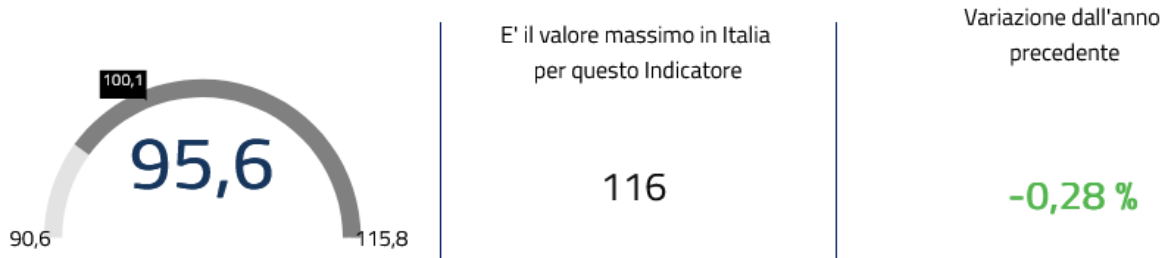 100,1
95,6
90,6
115,8
E' il valore massimo in Italia
per questo Indicatore
116
Variazione dall'anno
precedente
-0,28 %